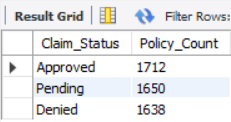 Result Grid Filter Rows:
Claim_Status Policy_Count
Approved 1712
Pending 1650
Denied 1638